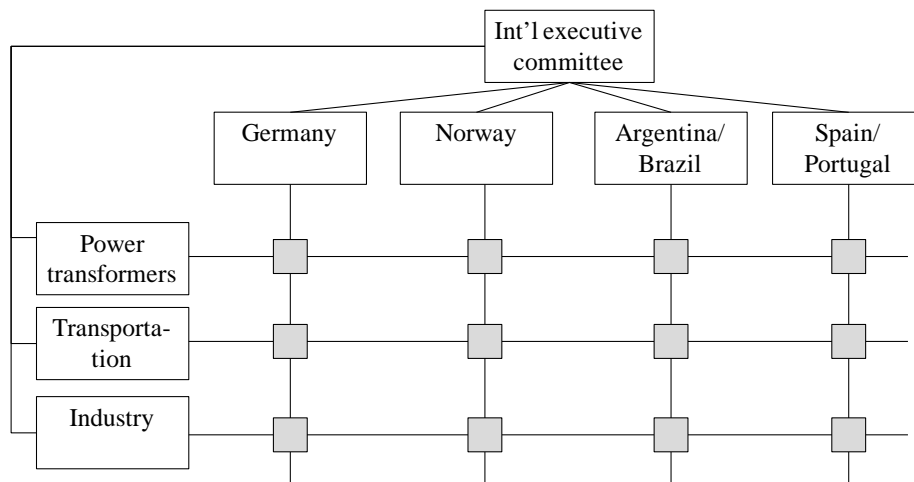 Int’l executive
committee
Germany
Norway
Argentina/
Brazil
Spain/
Portugal
Power
transformers
Transporta-
tion
Industry